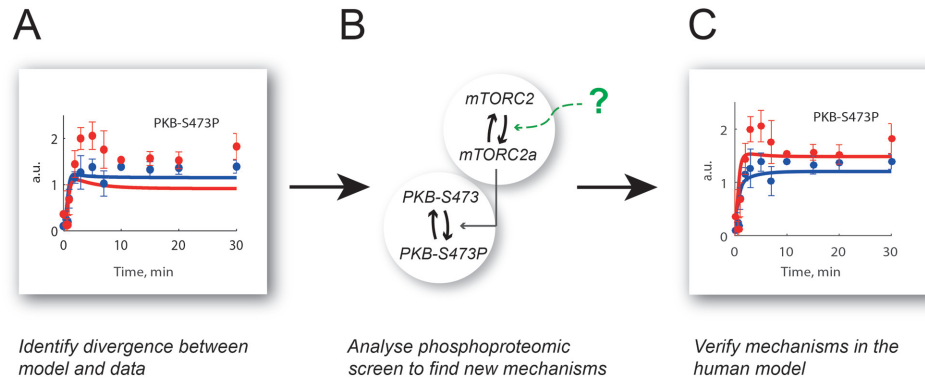 A
B
C
PKB-S473P
2
1
0
a.u.
0
10
20
30
Time, min
mTORC2
mTORC2a
?
PKB-S473
PKB-S473P
PKB-S473P
2
1
0
a.u.
0
10
20
30
Time, min
Identify divergence between
model and data
Analyse phosphoproteomic
screen to find new mechanisms
Verify mechanisms in the
human model